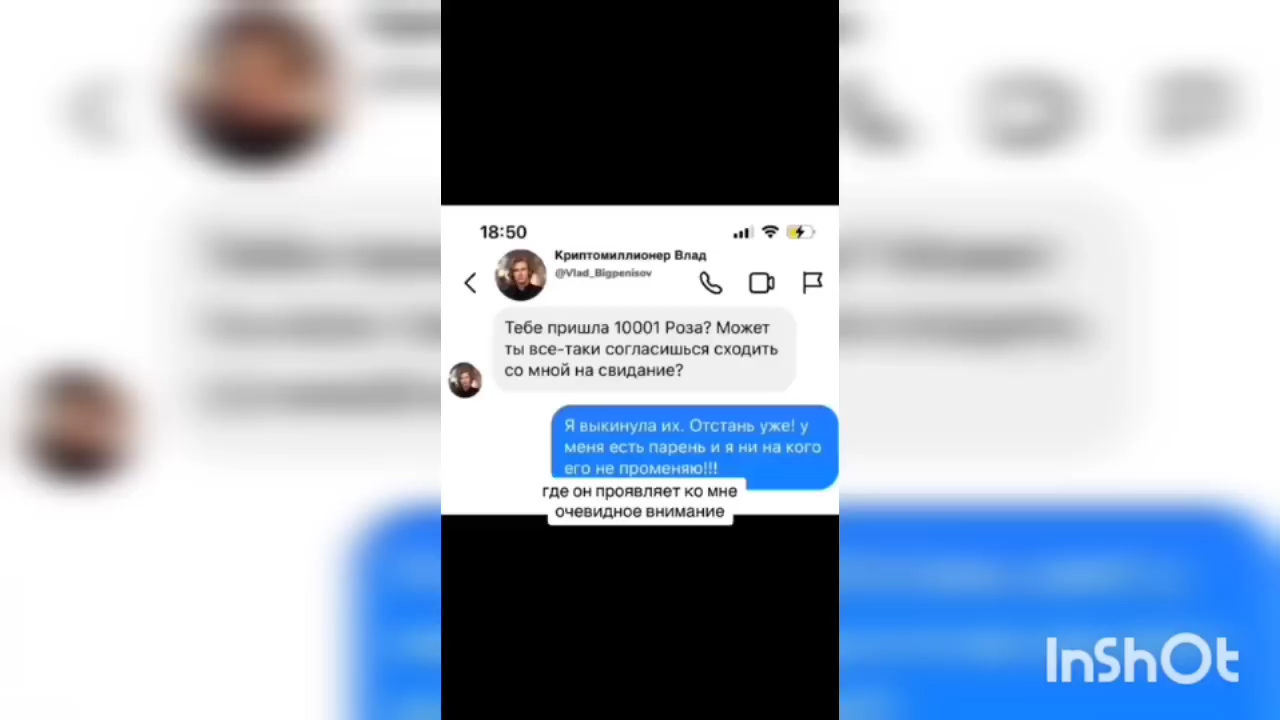 18:50
Криптомиллионер Влад
@Vlad_Bigpenisov
Тебе пришла 10001 Роза? Может
ты все-таки согласишься сходить
со мной на свидание?
Я выкинула их. Отстань уже! у
меня есть парень и я ни на кого
его не променяю!!!
где он проявляет ко мне
очевидное внимание
InShOt